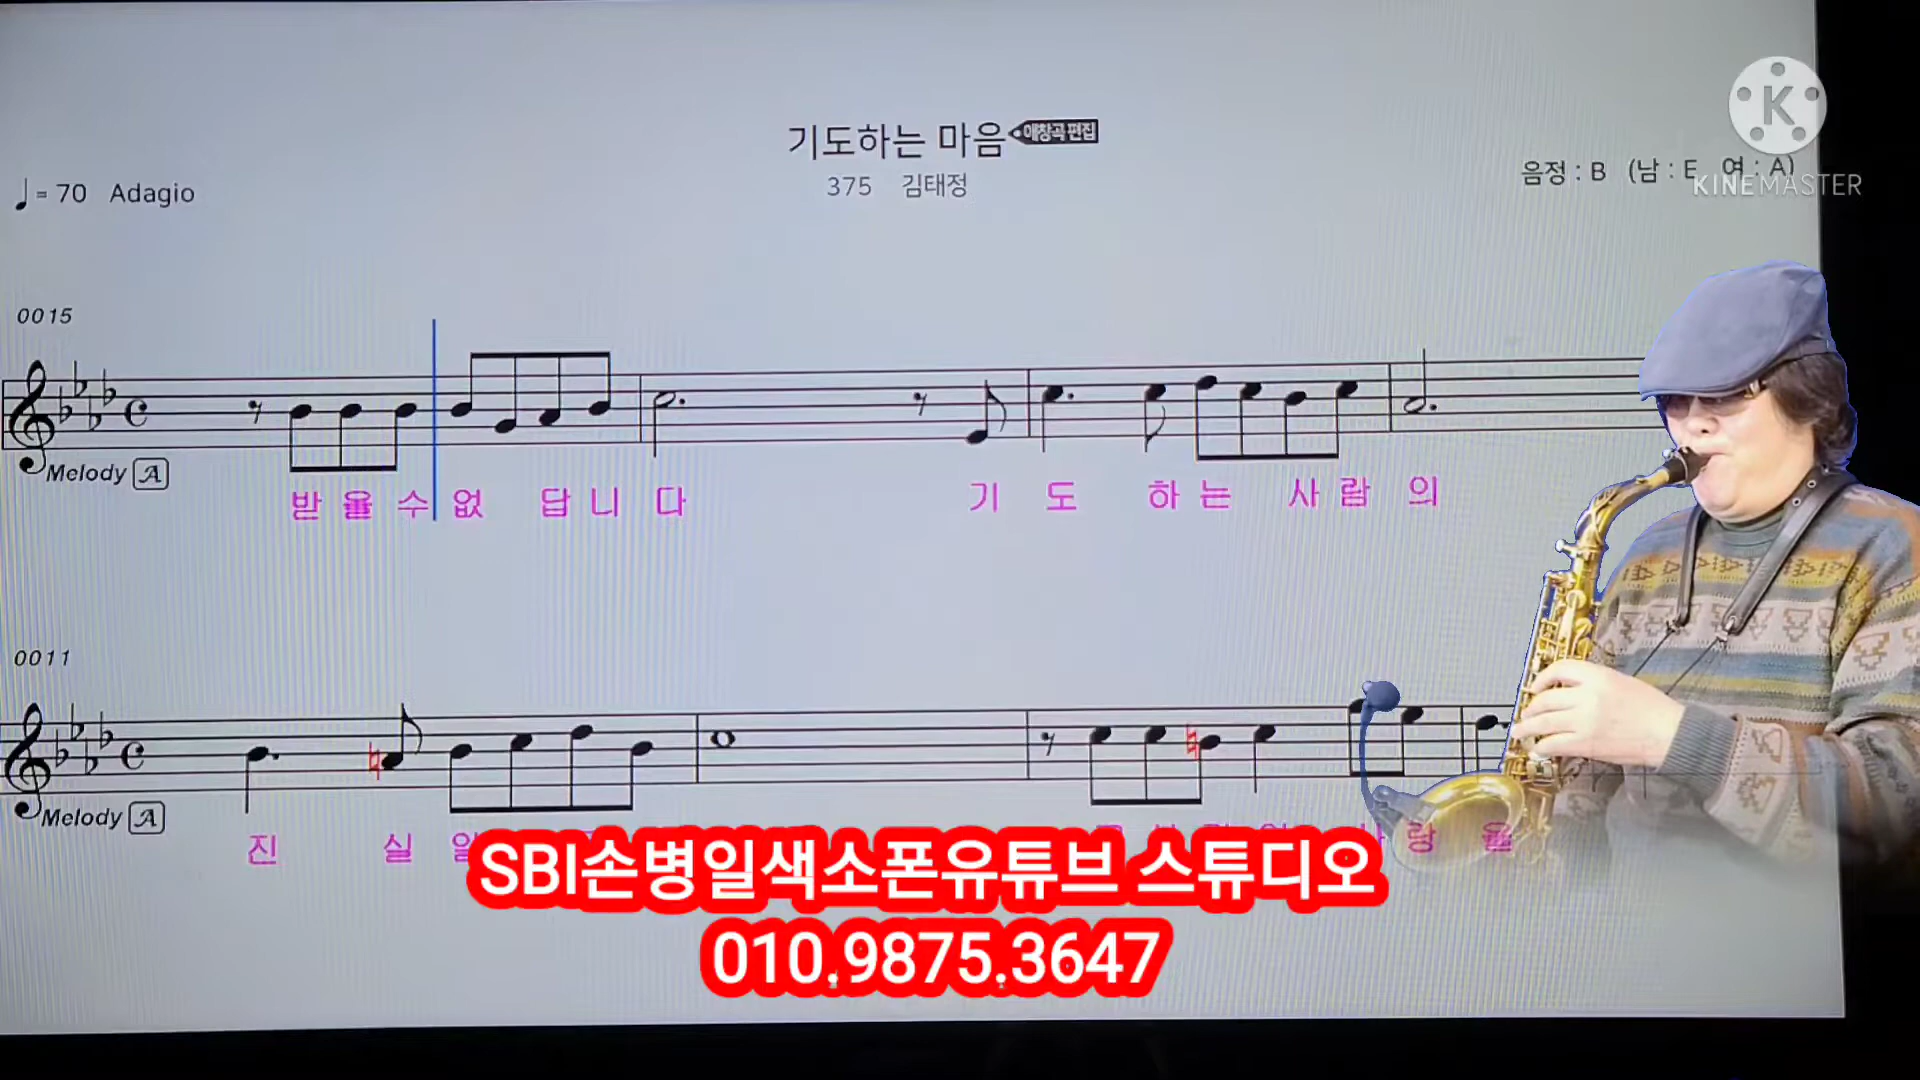 기도하는 마음 애창곡 편집
375 김태정
♩= 70 Adagio
음정 : B (남 : E 여 : A)
KINEMASTER
0015
Melody A
받 을 수 없 답 니 다 기 도 하 는 사 람 의
0011
Melody A
진 실 랑 을
SBI손병일색소폰유튜브 스튜디오
010.9875.3647